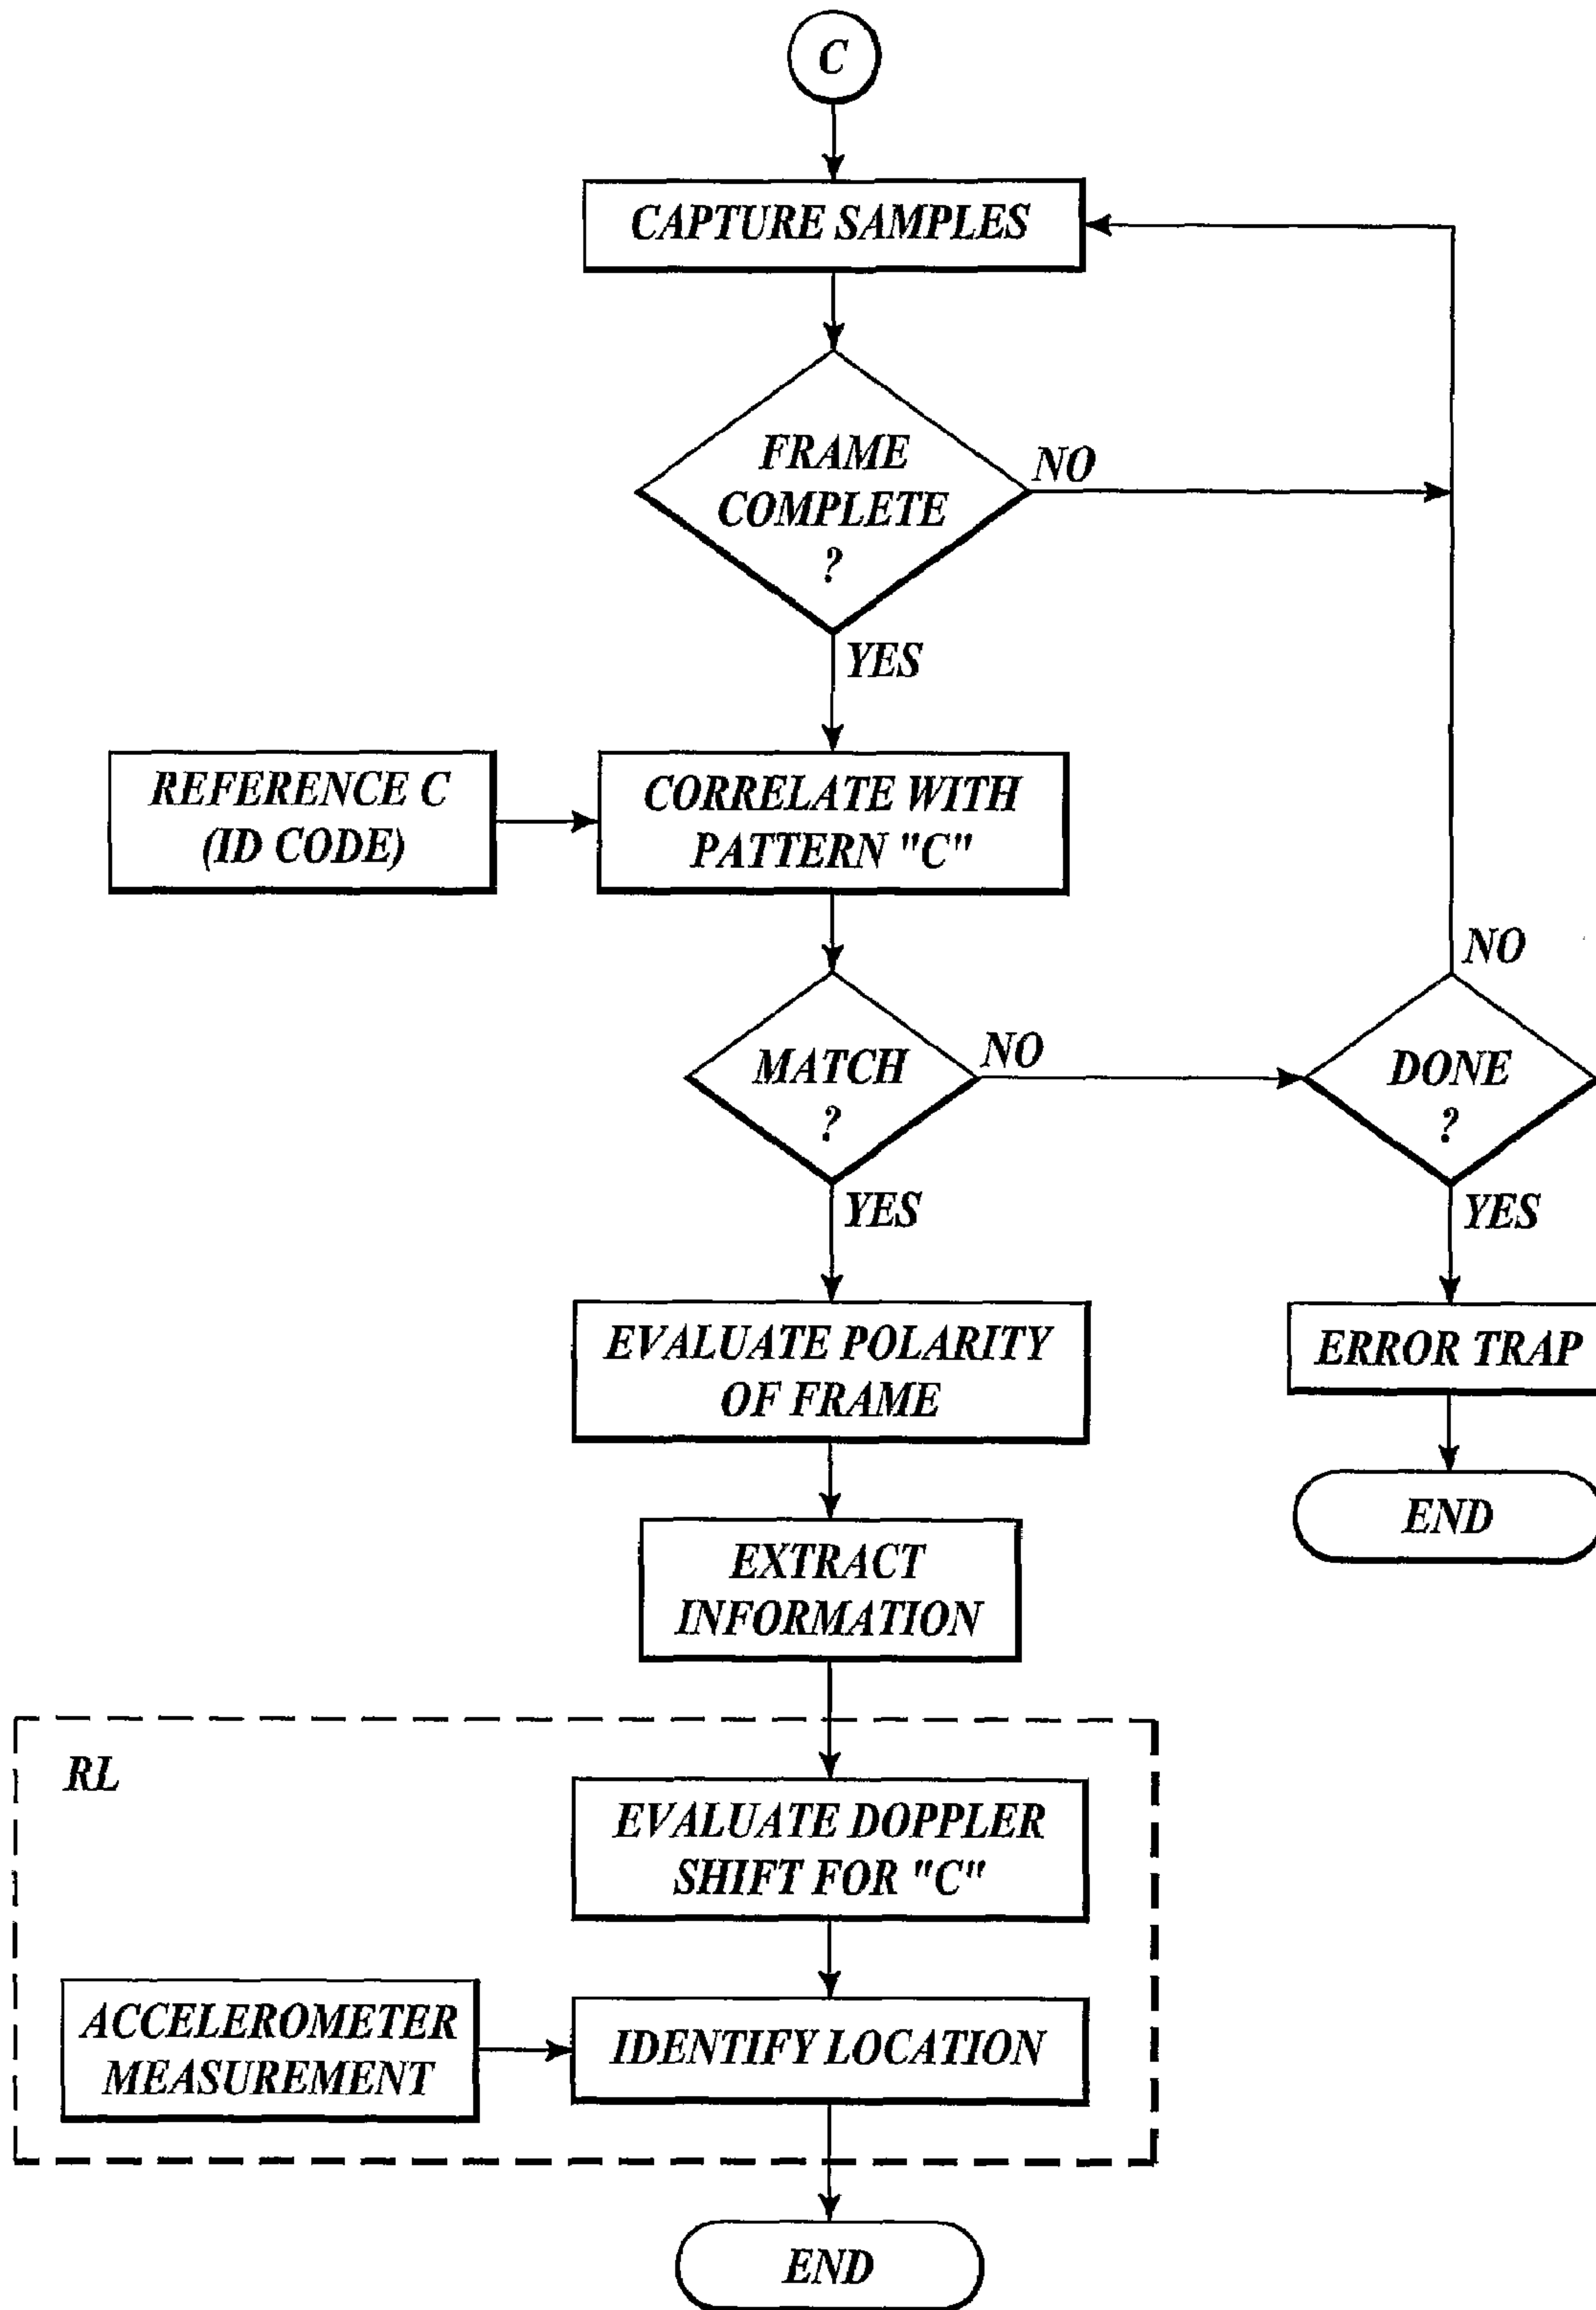 C
CAPTURE SAMPLES
FRAME
COMPLETE
?
NO
YES
REFERENCE C
(ID CODE)
CORRELATE WITH
PATTERN "C"
NO
MATCH
?
NO
DONE
?
YES
YES
EVALUATE POLARITY
OF FRAME
ERROR TRAP
END
EXTRACT
INFORMATION
RL
EVALUATE DOPPLER
SHIFT FOR "C"
ACCELEROMETER
MEASUREMENT
IDENTIFY LOCATION
END